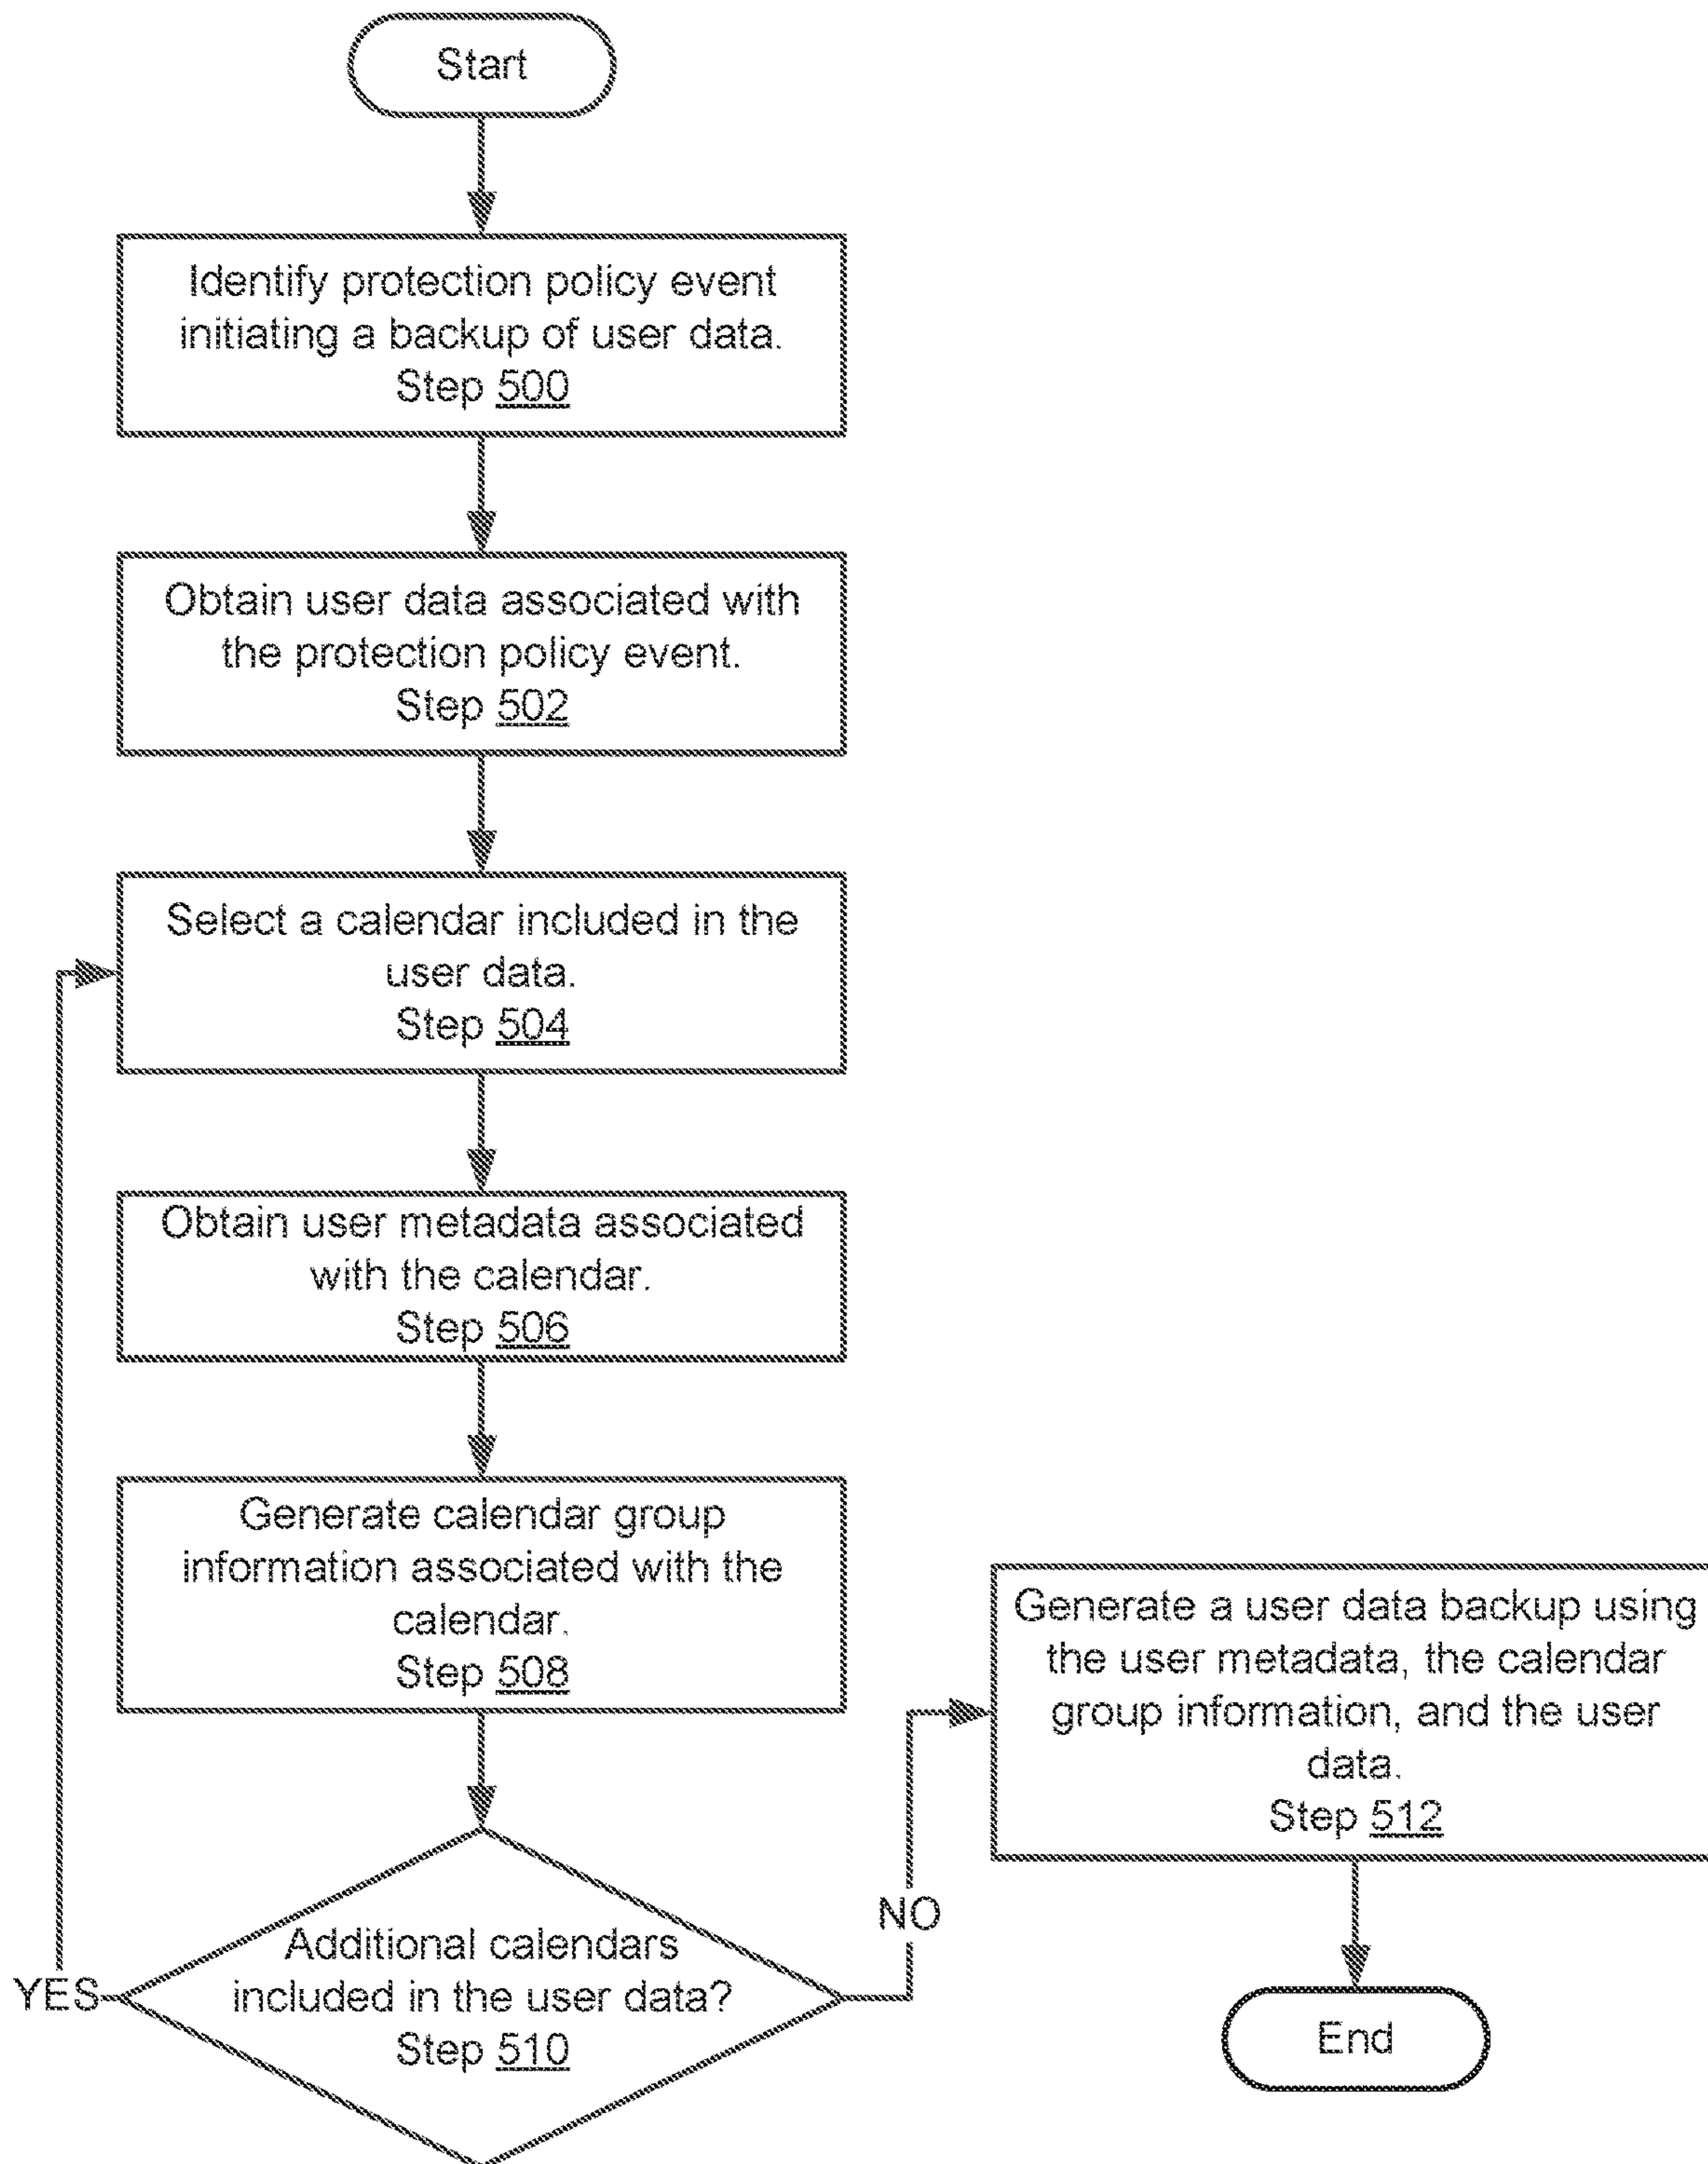 Start
Identify protection policy event
initiating a backup of user data.
Step 500
Obtain user data associated with
the protection policy event.
Step 502
Select a calendar included in the
user data.
Step 504
Obtain user metadata associated
with the calendar.
Step 506
Generate calendar group
information associated with the
calendar.
Step 508
Additional calendars
included in the user data?
Step 510
YES
NO
Generate a user data backup using
the user metadata, the calendar
group information, and the user
data.
Step 512
End